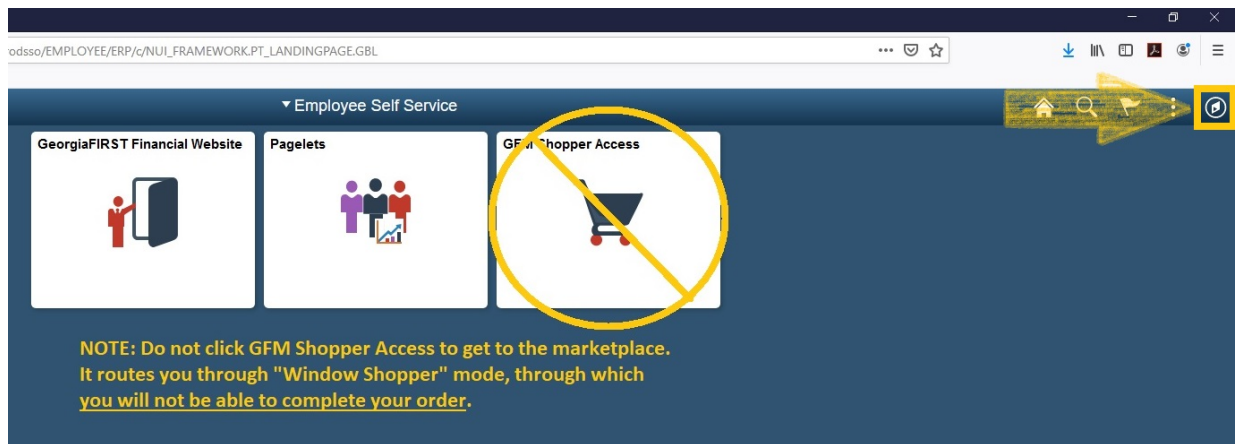 odsso/EMPLOYEE/ERP/c/NUI_FRAMEWORK.PT_LANDINGPAGE.GBL
Employee Self Service
GeorgiaFIRST Financial Website
Pagelets
GFM Shopper Access
NOTE: Do not click GFM Shopper Access to get to the marketplace.
It routes you through "Window Shopper" mode, through which
you will not be able to complete your order.